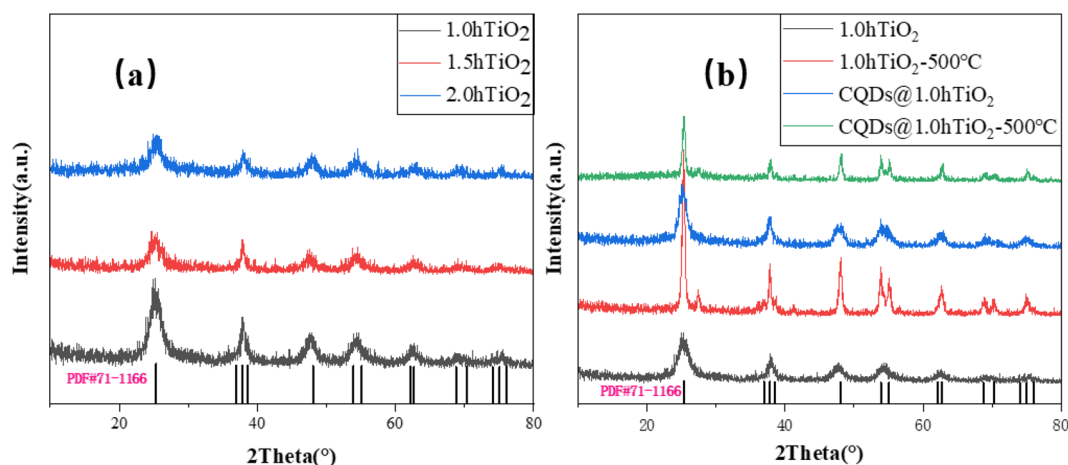 (a)
1.0hTiO2
1.5hTiO2
2.0hTiO2
Intensity(a.u.)
PDF#71-1166
20
40
60
80
2Theta(°)
(b)
1.0hTiO₂
1.0hTiO₂-500℃
CQDs@1.0hTiO₂
CQDs@1.0hTiO₂-500℃
Intensity(a.u.)
PDF#71-1166
20
40
60
80
2Theta(°)